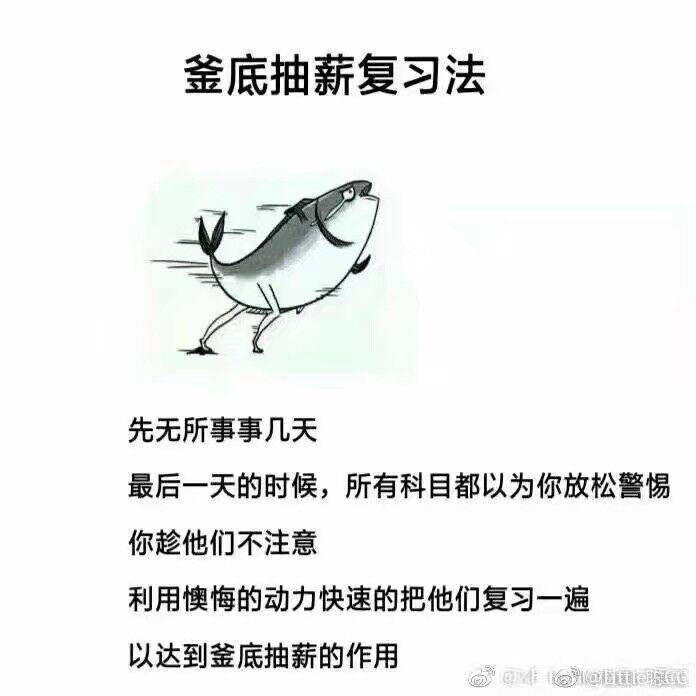 釜底抽薪复习法
先无所事事几天
最后一天的时候，所有科目都以为你放松警惕
你趁他们不注意
利用懊悔的动力快速的把他们复习一遍
以达到釜底抽薪的作用